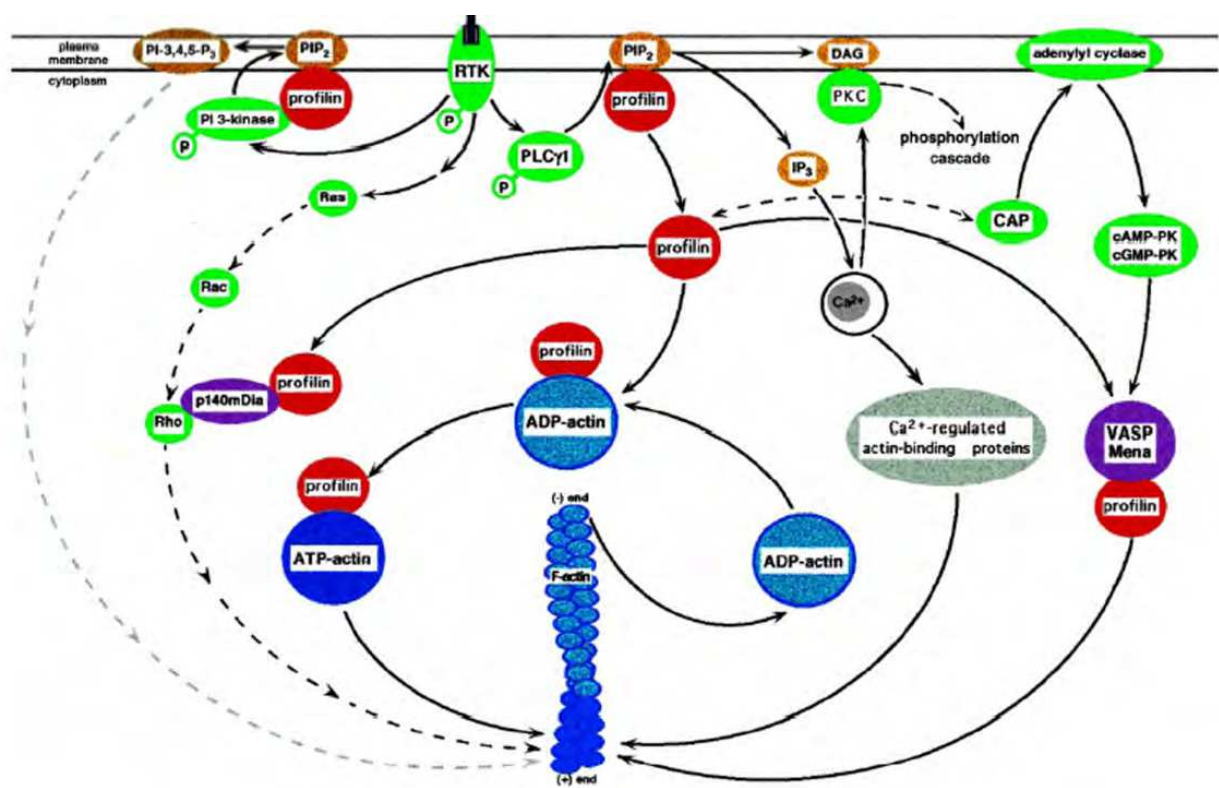 plasma
membrane
cytoplasm
PI-3,4,5-P3
PIP2
profilin
PI 3-kinase
P
RTK
P
PLCγ1
P
PIP2
profilin
DAG
PKC
phosphorylation
cascade
adenylyl cyclase
IP3
CAP
cAMP-PK
cGMP-PK
Ras
Rac
profilin
Ca2+
profilin
p140mDia
Rho
profilin
ADP-actin
Ca2+-regulated
actin-binding proteins
VASP
Mena
profilin
profilin
ATP-actin
(-) end
F-actin
ADP-actin
(+) end